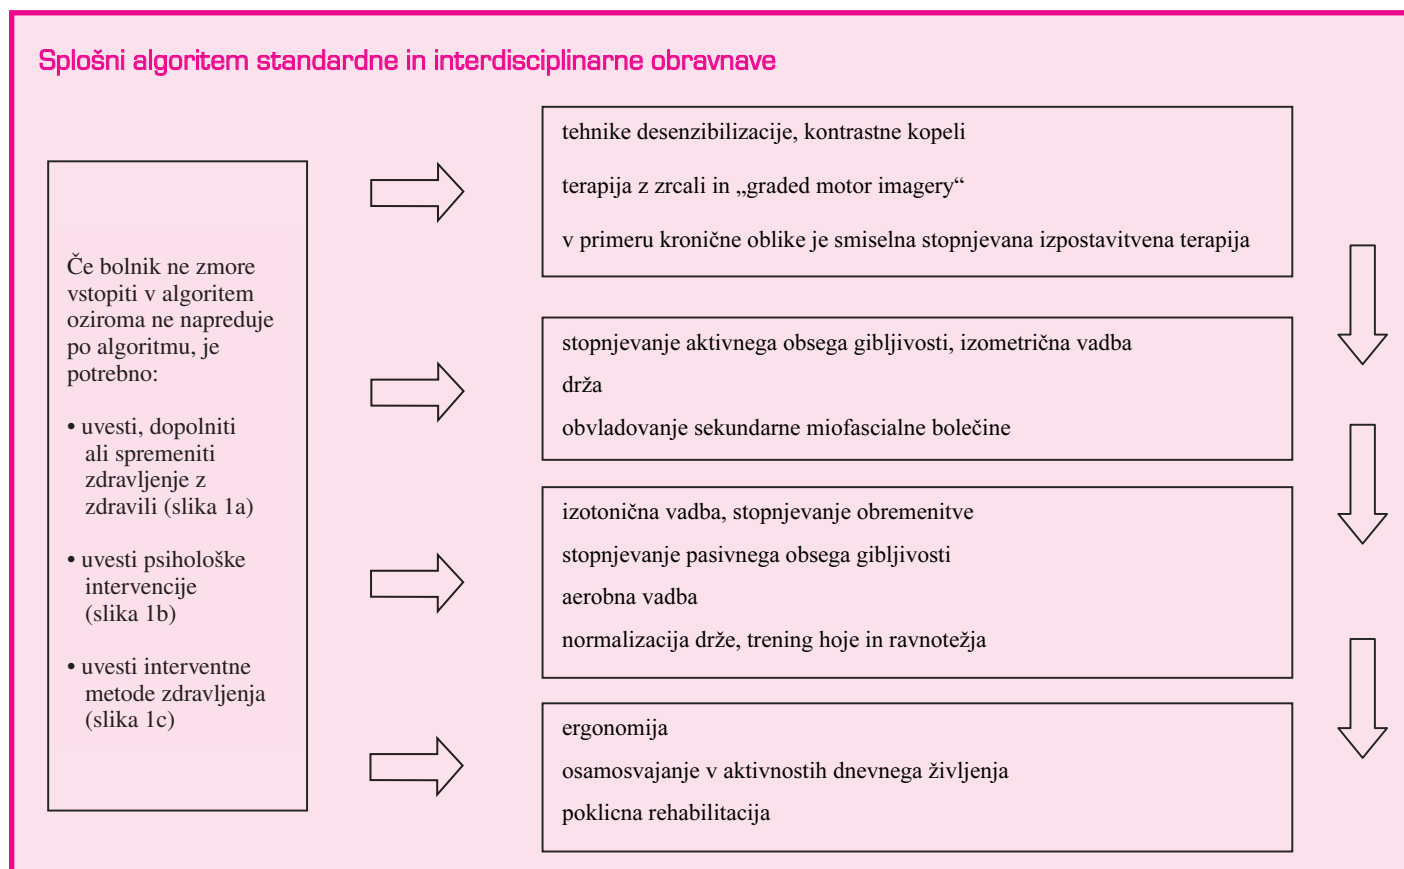 Splošni algoritem standardne in interdisciplinarne obravnave
Če bolnik ne zmore
vstopiti v algoritem
oziroma ne napreduje
po algoritmu, je
potrebno:
• uvesti, dopolniti
ali spremeniti
zdravljenje z
zdravili (slika 1a)
• uvesti psihološke
intervencije
(slika 1b)
• uvesti interventne
metode zdravljenja
(slika 1c)
tehnike desenzibilizacije, kontrastne kopeli
terapija z zrcali in „graded motor imagery“
v primeru kronične oblike je smiselna stopnjevana izpostavitvena terapija
stopnjevanje aktivnega obsega gibljivosti, izometrična vadba
drža
obvladovanje sekundarne miofascialne bolečine
izotonična vadba, stopnjevanje obremenitve
stopnjevanje pasivnega obsega gibljivosti
aerobna vadba
normalizacija drže, trening hoje in ravnotežja
ergonomija
osamosvajanje v aktivnostih dnevnega življenja
poklicna rehabilitacija